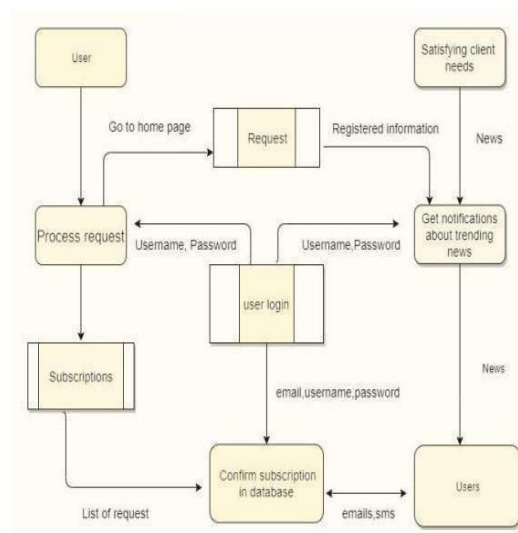 User
Satisfying client
needs
Go to home page
Request
Registered information
News
Process request
Username, Password
Username,Password
Get notifications
about trending
news
user login
Subscriptions
email,username,password
News
Confirm subscription
in database
Users
List of request
emails,sms